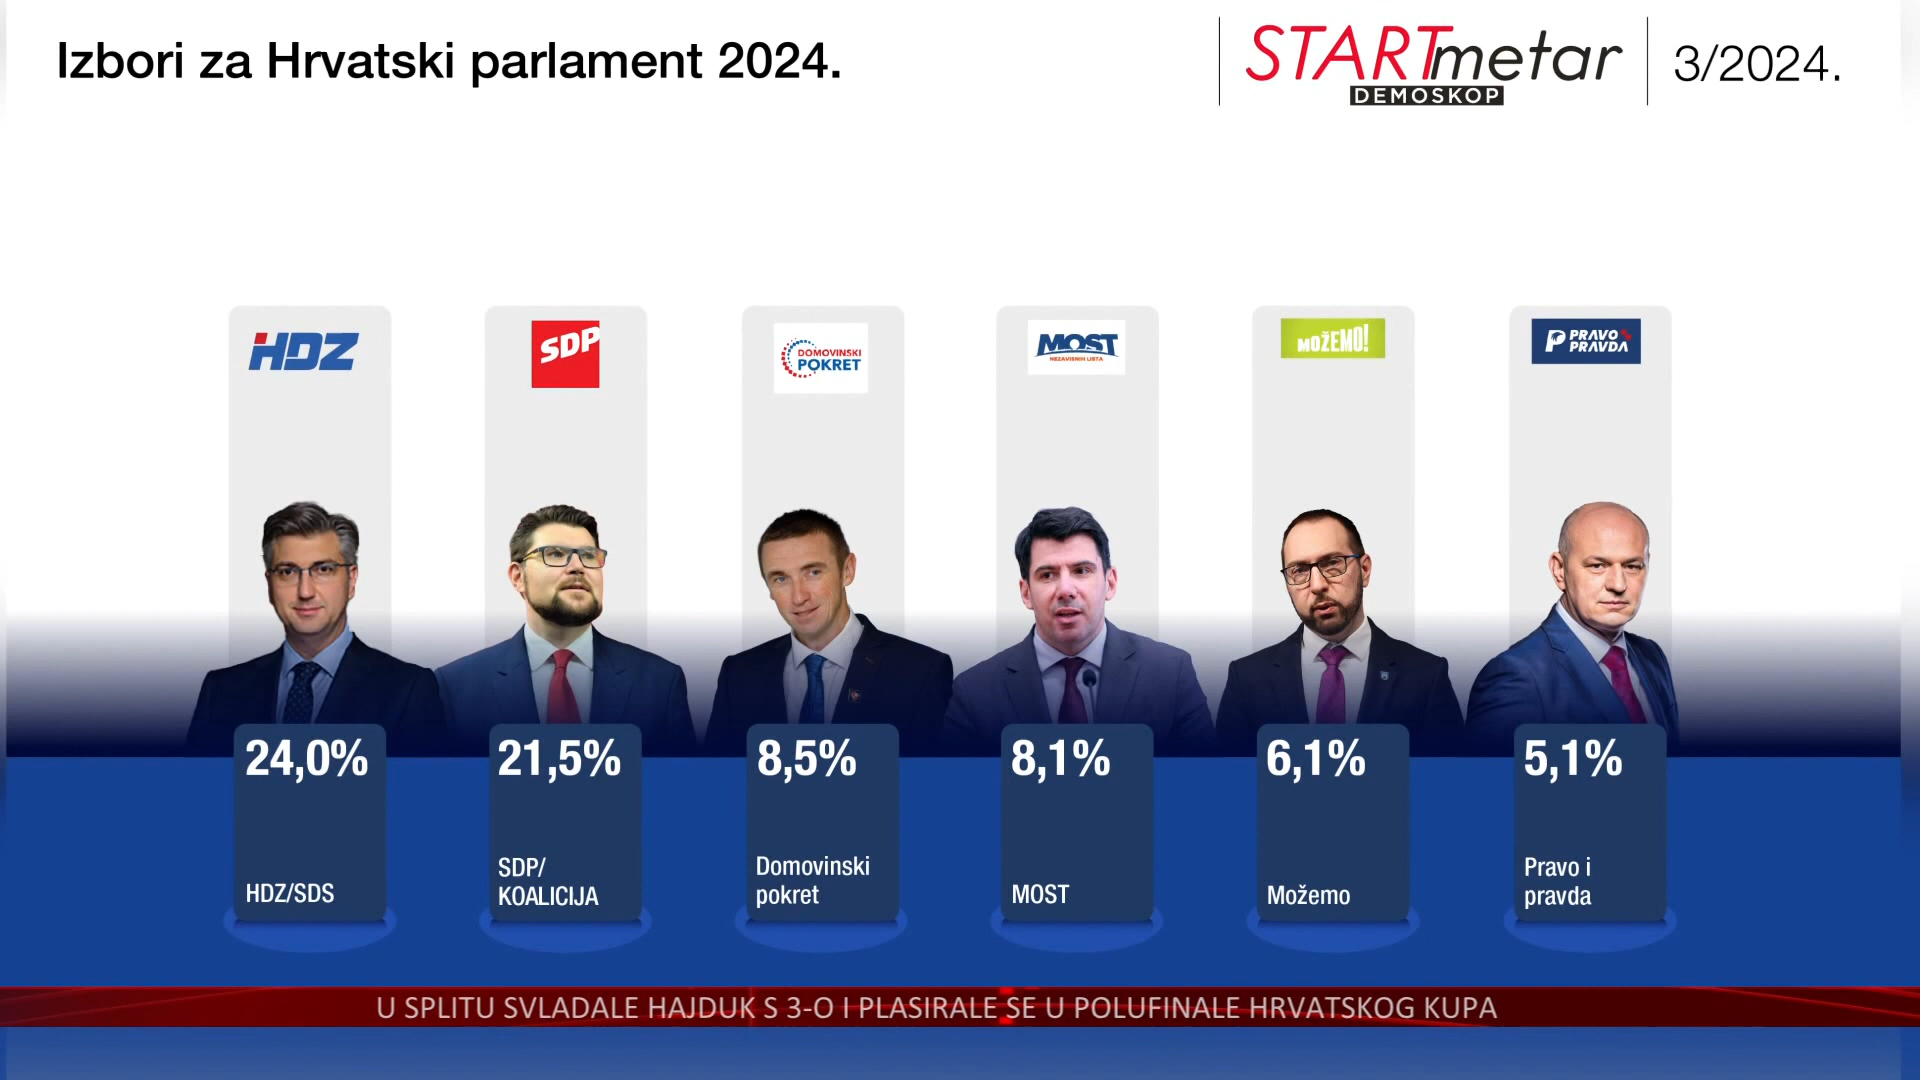 Izbori za Hrvatski parlament 2024.
STARTmetar
DEMOSKOP
3/2024.
HDZ
SDP
DOMOVINSKI
POKRET
MOST
NEZAVISNIH LISTA
MOŽEMO!
P PRAVO
PRAVDA
24,0%
HDZ/SDS
21,5%
SDP/
KOALICIJA
8,5%
Domovinski
pokret
8,1%
MOST
6,1%
Možemo
5,1%
Pravo i
pravda
U SPLITU SVLADALE HAJDUK S 3-0 I PLASIRALE SE U POLUFINALE HRVATSKOG KUPA